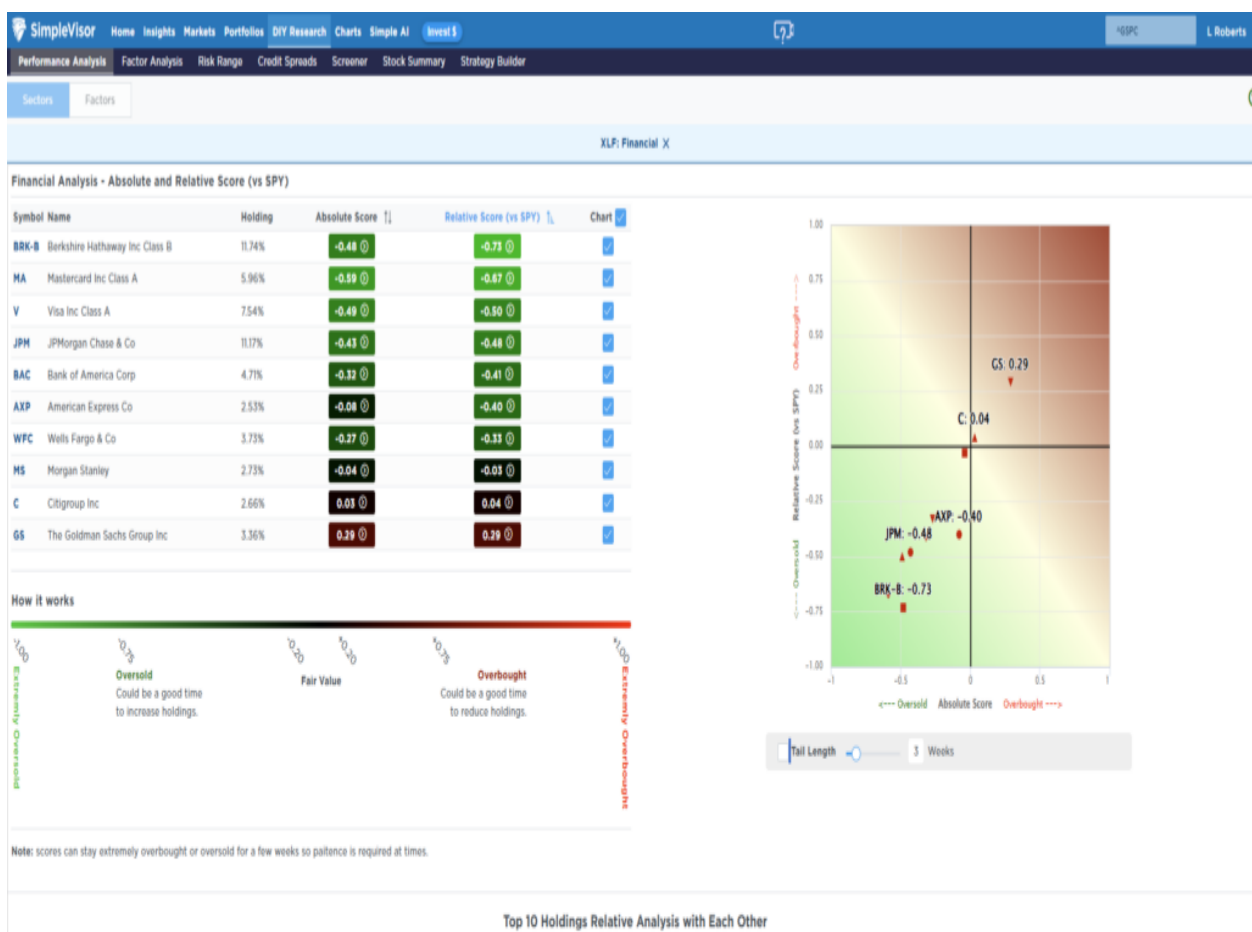 SimpleVisor Home Insights Markets Portfolios DIY Research Charts Simple AI Invest $ ^GSPC L Roberts
Performance Analysis Factor Analysis Risk Range Credit Spreads Screener Stock Summary Strategy Builder
Sectors Factors
XLF: Financial X
Financial Analysis - Absolute and Relative Score (vs SPY)
Symbol Name Holding Absolute Score Relative Score (vs SPY) Chart
BRK-B Berkshire Hathaway Inc Class B 11.74% -0.48 -0.73
MA Mastercard Inc Class A 5.96% -0.59 -0.67
V Visa Inc Class A 7.54% -0.49 -0.50
JPM JPMorgan Chase & Co 11.17% -0.43 -0.48
BAC Bank of America Corp 4.71% -0.32 -0.41
AXP American Express Co 2.53% -0.08 -0.40
WFC Wells Fargo & Co 3.73% -0.27 -0.33
MS Morgan Stanley 2.73% -0.04 -0.03
C Citigroup Inc 2.66% 0.03 0.04
GS The Goldman Sachs Group Inc 3.36% 0.29 0.29
How it works
-1.00 -0.75 -0.20 +0.20 +0.75 +1.00
Extremly Oversold
Oversold
Could be a good time
to increase holdings.
Fair Value
Overbought
Could be a good time
to reduce holdings.
Extremly Overbought
Note: scores can stay extremely overbought or oversold for a few weeks so paitence is required at times.
1.00
0.75
0.50
0.25
0.00
-0.25
-0.50
-0.75
-1.00
<--- Oversold Relative Score (vs SPY) Overbought --->
GS: 0.29
C: 0.04
AXP: -0.40
JPM: -0.48
BRK-B: -0.73
-1 -0.5 0 0.5 1
<--- Oversold Absolute Score Overbought --->
Tail Length 3 Weeks
Top 10 Holdings Relative Analysis with Each Other